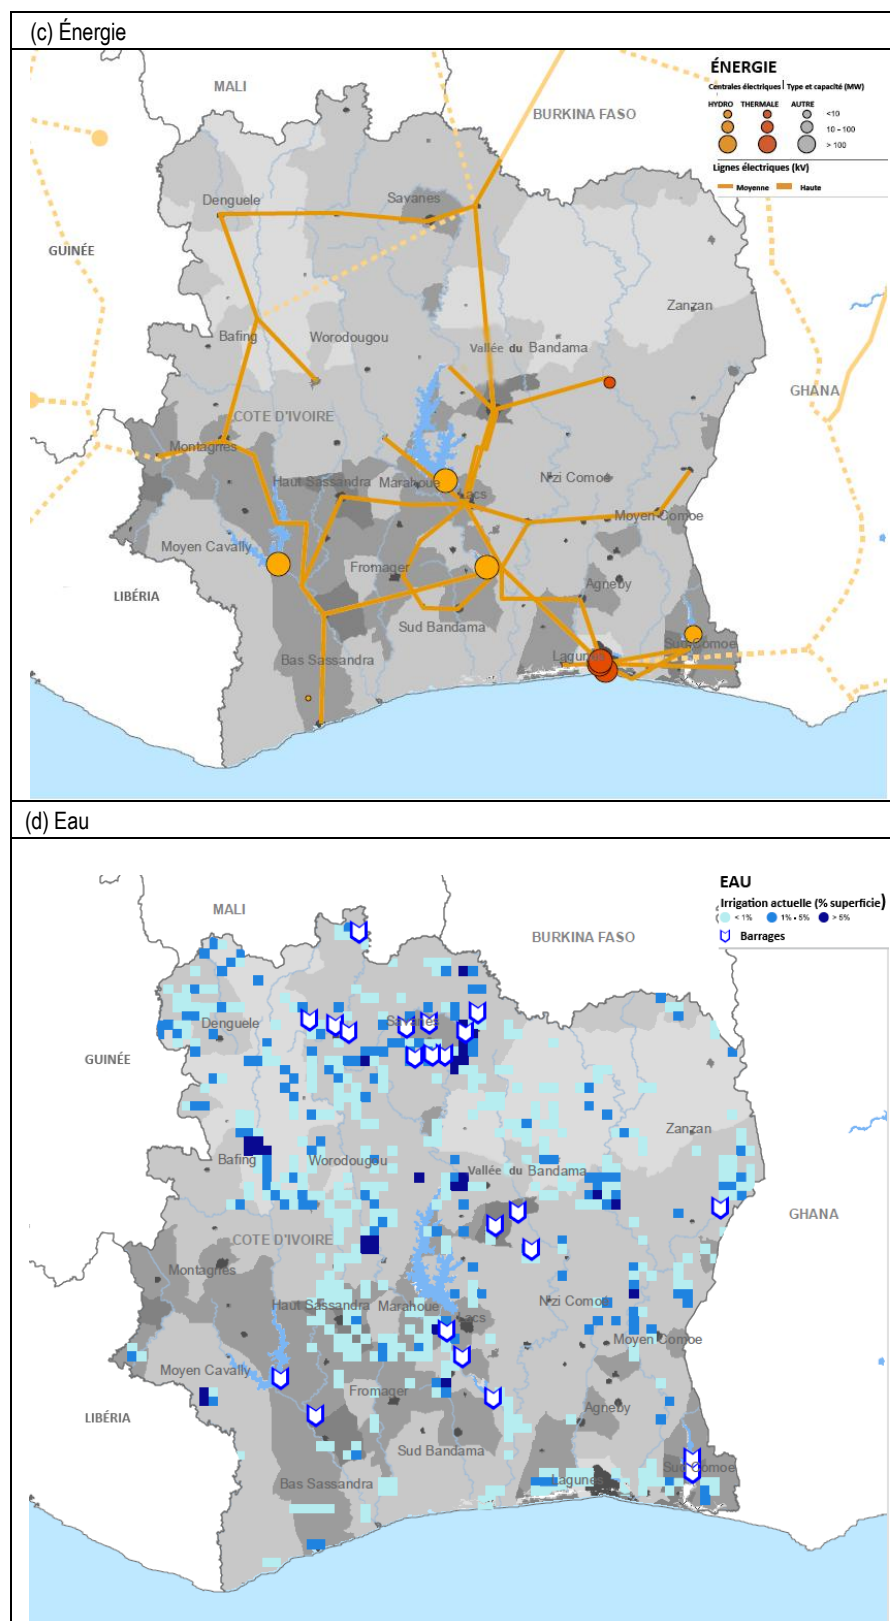 (c) Énergie
ÉNERGIE
Centrales électriques | Type et capacité (MW)
HYDRO THERMALE AUTRE
<10
10 - 100
> 100
Lignes électriques (kV)
Moyenne Haute
MALI
BURKINA FASO
Denguele
Savanes
GUINÉE
Zanzan
Bafing
Worodougou
Vallée du Bandama
GHANA
COTE D'IVOIRE
Montagnes
Haut Sassandra
Marahoue
Lacs
N'zi Comoe
Moyen Comoe
Moyen Cavally
Fromager
Agneby
LIBÉRIA
Sud Bandama
Lagunes
Sud Comoe
Bas Sassandra
(d) Eau
EAU
Irrigation actuelle (% superficie)
< 1% 1% - 5% > 5%
Barrages
MALI
BURKINA FASO
Denguele
Savanes
GUINÉE
Zanzan
Bafing
Worodougou
Vallée du Bandama
GHANA
COTE D'IVOIRE
Montagnes
Haut Sassandra
Marahoue
Lacs
N'zi Comoe
Moyen Comoe
Moyen Cavally
Fromager
Agneby
LIBÉRIA
Sud Bandama
Lagunes
Sud Comoe
Bas Sassandra